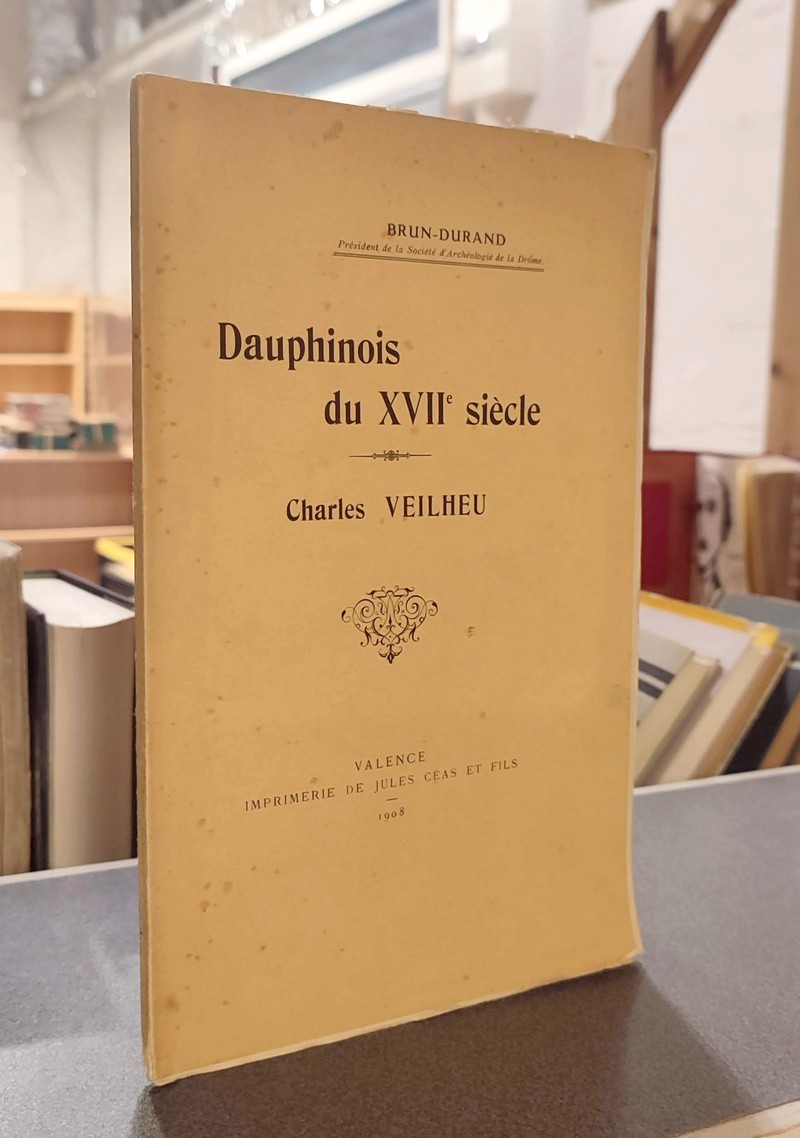 BRUN-DURAND
Président de la Société d'Archéologie de la Drôme.
Dauphinois
du XVIIe siècle
Charles VEILHEU
VALENCE
IMPRIMERIE DE JULES CÉAS ET FILS
1908